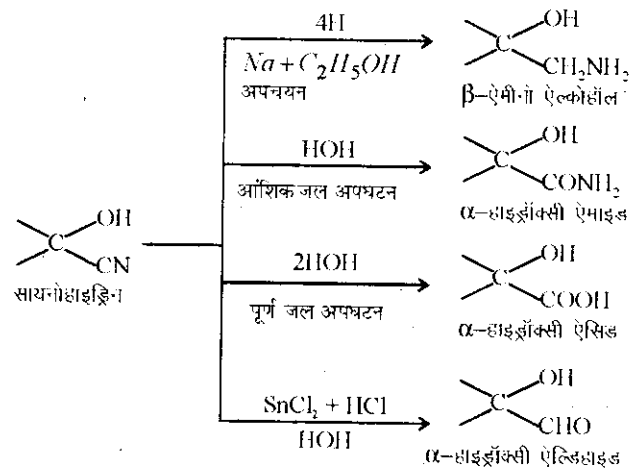 4H
Na + C₂H₅OH
अपचयन
OH
C
CH₂NH₂
β-ऐमीनो ऐल्कोहॉल
HOH
आंशिक जल अपघटन
OH
C
CONH₂
α-हाइड्रॉक्सी ऐमाइड
OH
C
CN
सायनोहाइड्रिन
2HOH
पूर्ण जल अपघटन
OH
C
COOH
α-हाइड्रॉक्सी ऐसिड
SnCl₂ + HCl
HOH
OH
C
CHO
α-हाइड्रॉक्सी ऐल्डिहाइड